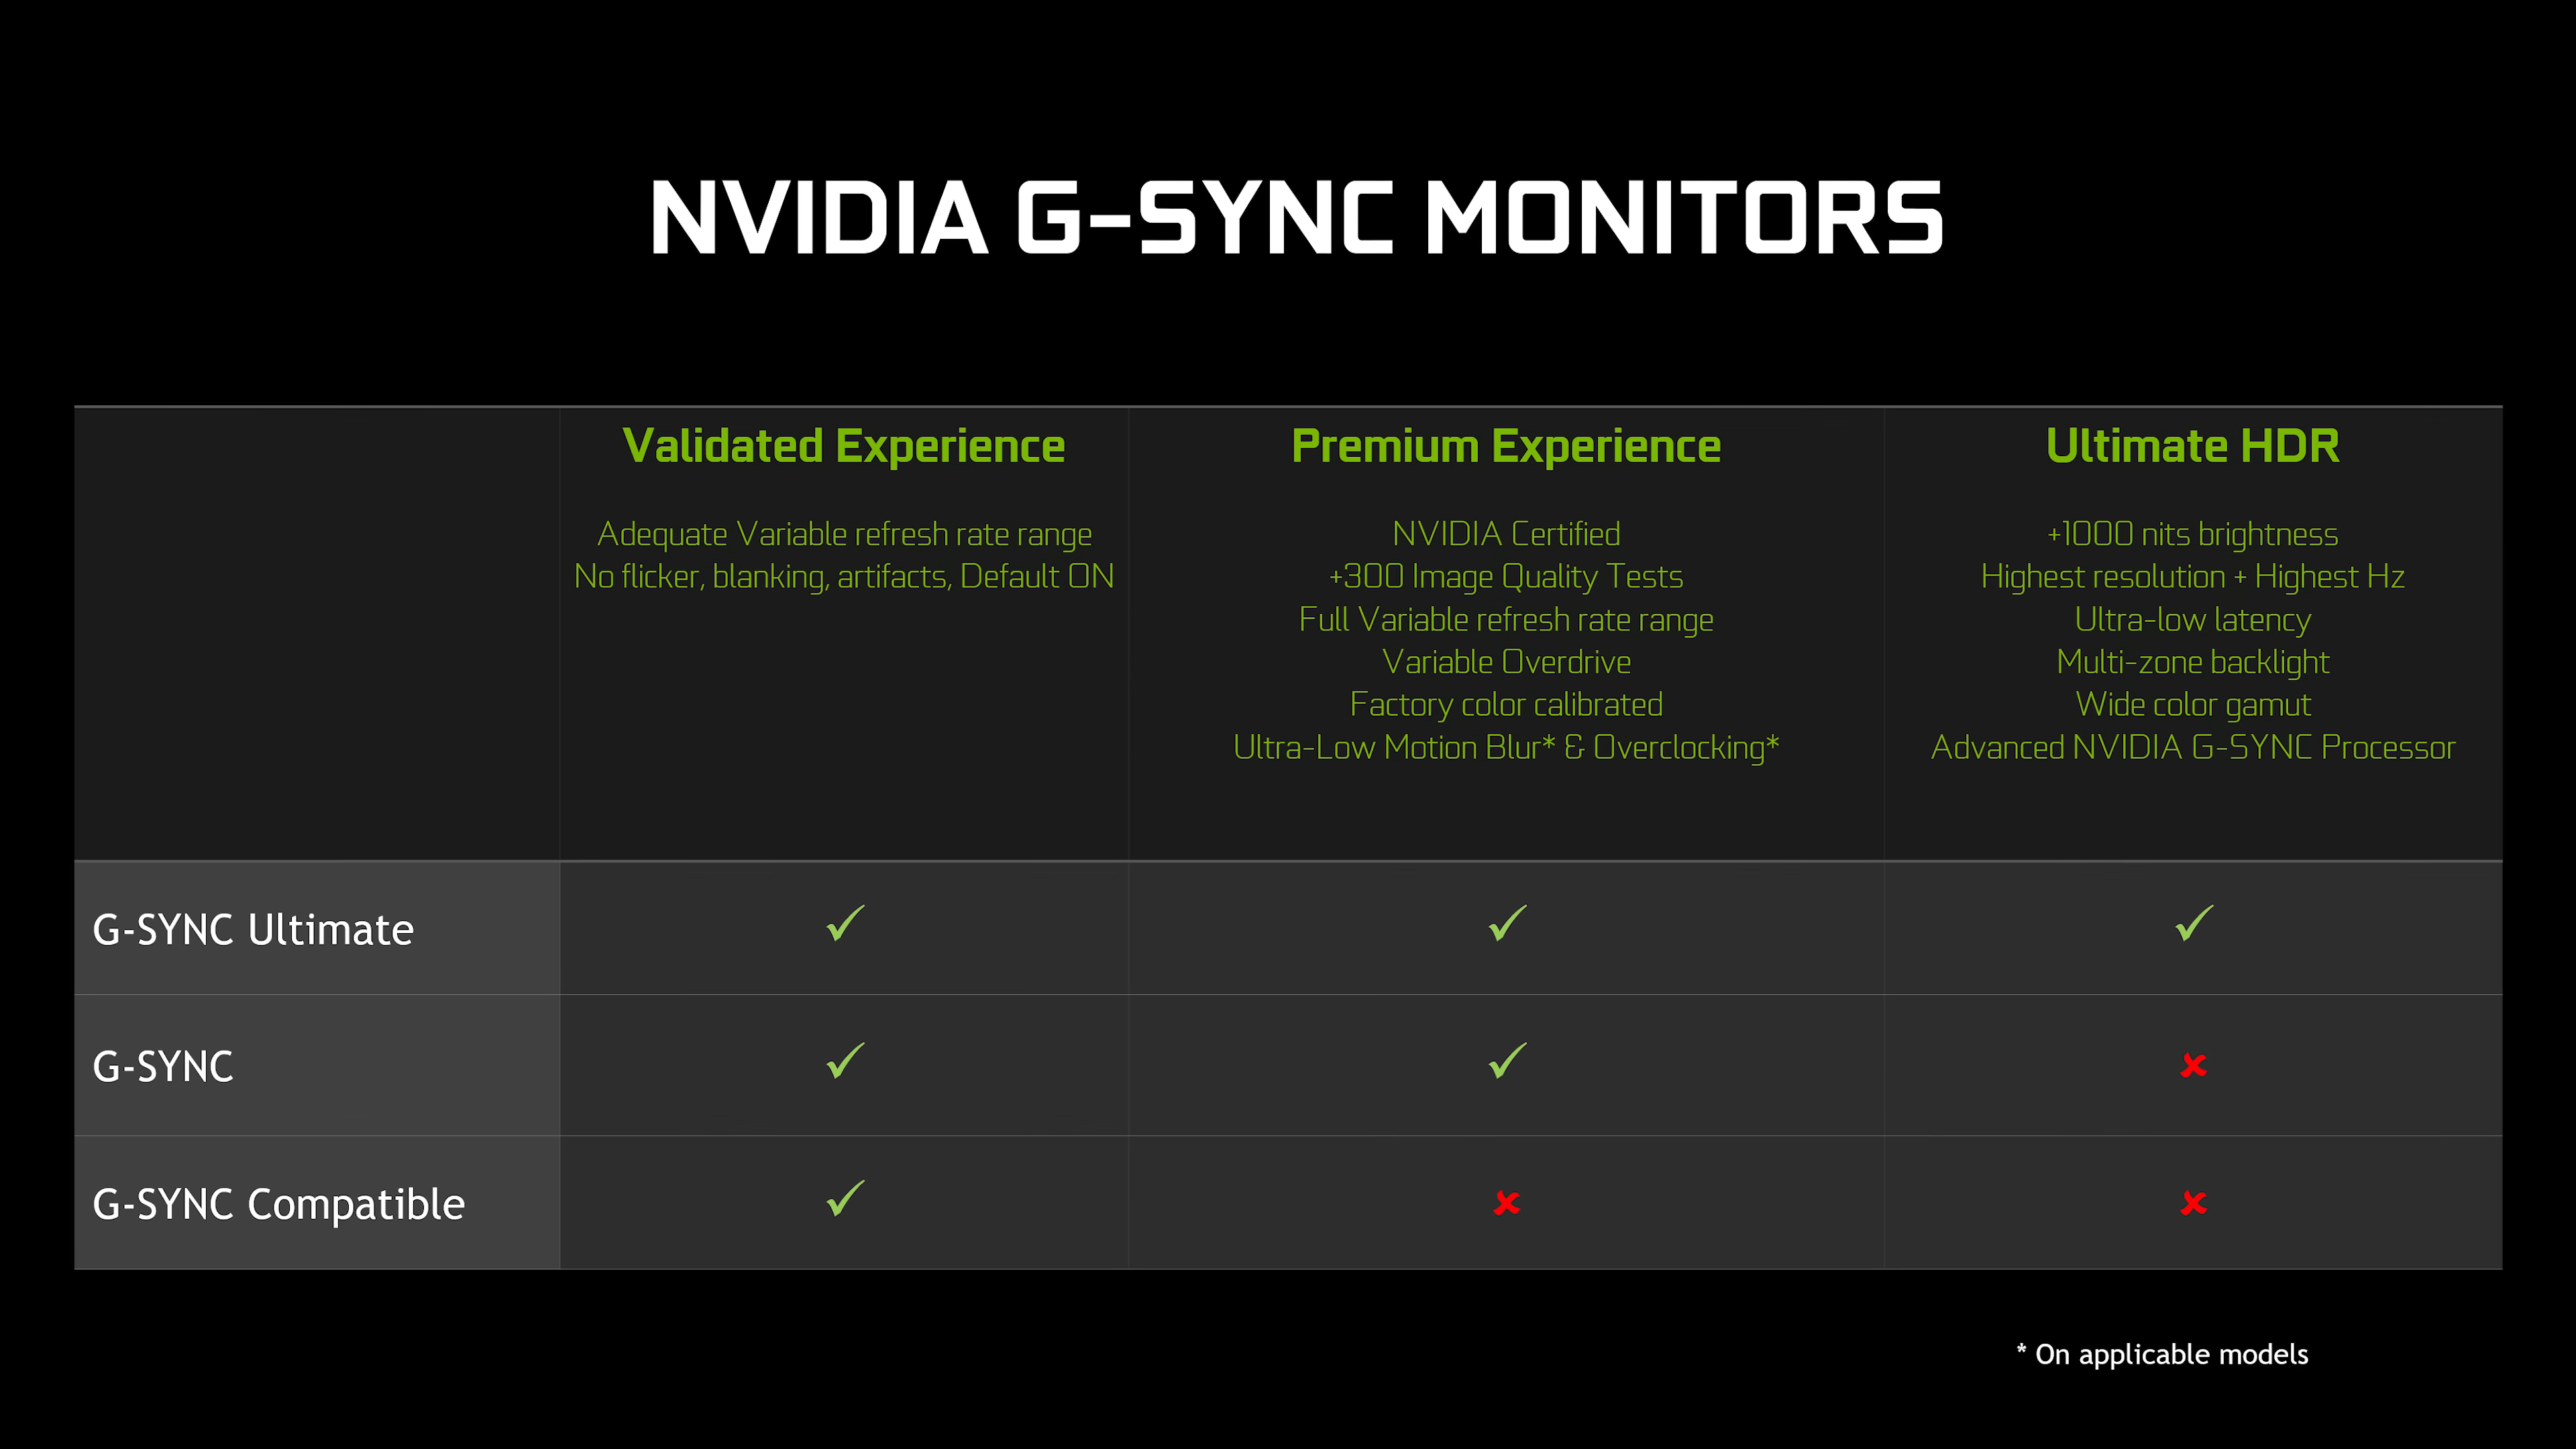 NVIDIA G-SYNC MONITORS
Validated Experience
Adequate Variable refresh rate range
No flicker, blanking, artifacts, Default ON
Premium Experience
NVIDIA Certified
+300 Image Quality Tests
Full Variable refresh rate range
Variable Overdrive
Factory color calibrated
Ultra-Low Motion Blur* & Overclocking*
Ultimate HDR
+1000 nits brightness
Highest resolution + Highest Hz
Ultra-low latency
Multi-zone backlight
Wide color gamut
Advanced NVIDIA G-SYNC Processor
G-SYNC Ultimate ✓ ✓ ✓
G-SYNC ✓ ✓ ✘
G-SYNC Compatible ✓ ✘ ✘
* On applicable models